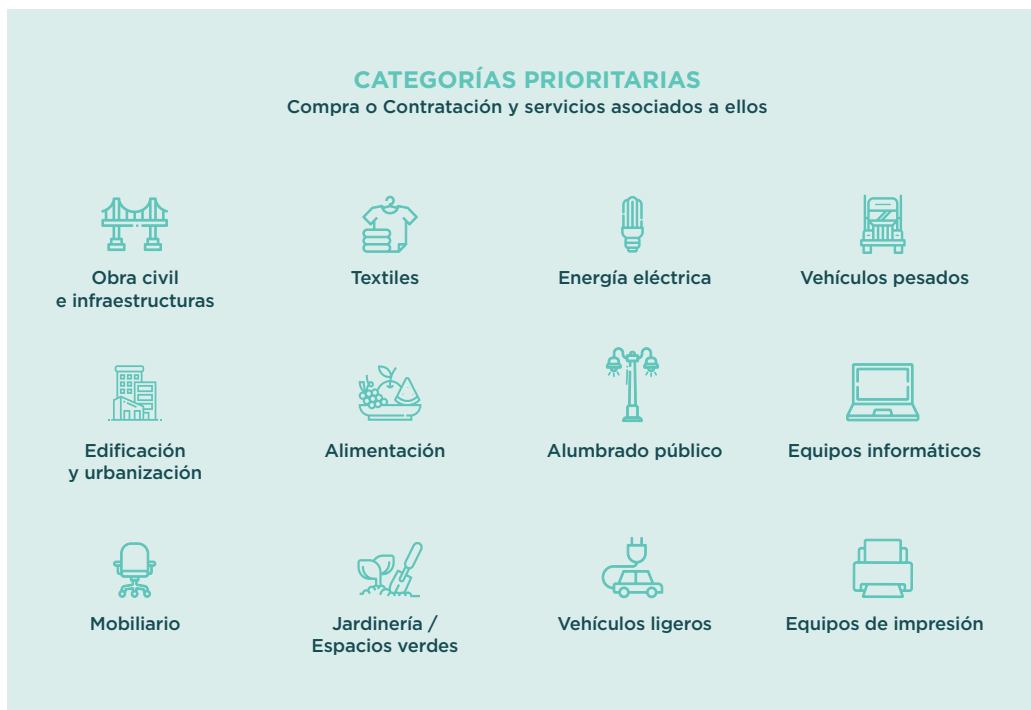 CATEGORÍAS PRIORITARIAS
Compra o Contratación y servicios asociados a ellos
Obra civil
e infraestructuras
Textiles
Energía eléctrica
Vehículos pesados
Edificación
y urbanización
Alimentación
Alumbrado público
Equipos informáticos
Mobiliario
Jardinería /
Espacios verdes
Vehículos ligeros
Equipos de impresión